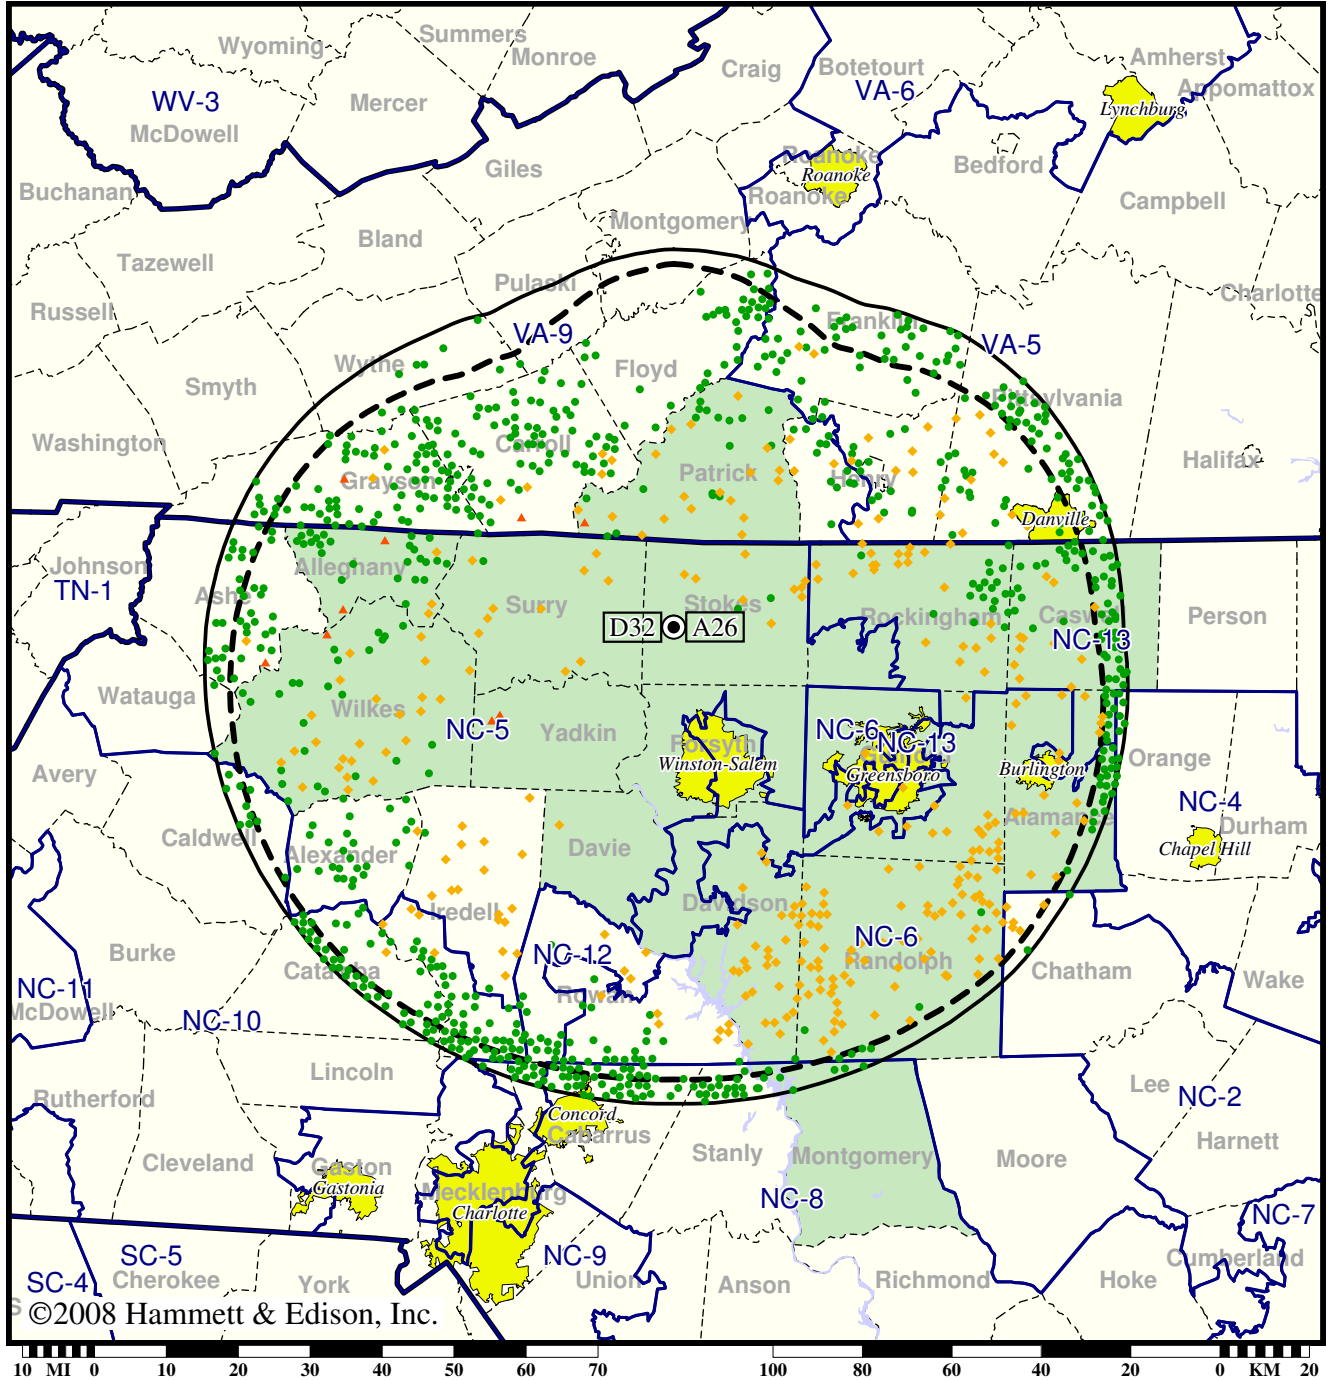 Wyoming
Summers
Monroe
Craig
Botetourt
VA-6
Amherst
Appomattox
WV-3
McDowell
Mercer
Lynchburg
Buchanan
Giles
Roanoke
Roanoke
Roanoke
Bedford
Campbell
Montgomery
Bland
Tazewell
Pulaski
Russell
Charlotte
Franklin
VA-9
VA-5
Wythe
Floyd
Smyth
Pittsylvania
Washington
Carroll
Halifax
Grayson
Patrick
Henry
Danville
Johnson
TN-1
Alleghany
Ashe
Surry
Stokes
Rockingham
Caswell
Person
D32
A26
NC-13
Watauga
Wilkes
NC-5
Yadkin
Forsyth
Winston-Salem
NC-6
NC-13
Guilford
Greensboro
Burlington
Orange
Avery
NC-4
Durham
Chapel Hill
Caldwell
Alexander
Davie
Alamance
Iredell
Davidson
Burke
NC-12
NC-6
Randolph
Catawba
Chatham
Wake
NC-11
McDowell
Rowan
NC-10
Lincoln
Rutherford
Lee
NC-2
Concord
Cabarrus
Harnett
Cleveland
Gaston
Gastonia
Stanly
Montgomery
Moore
Mecklenburg
Charlotte
NC-8
NC-7
SC-5
SC-4
Cherokee
York
NC-9
Union
Anson
Richmond
Hoke
Cumberland
S
©2008 Hammett & Edison, Inc.
10 MI 0 10 20 30 40 50 60 70 100 80 60 40 20 0 KM 20